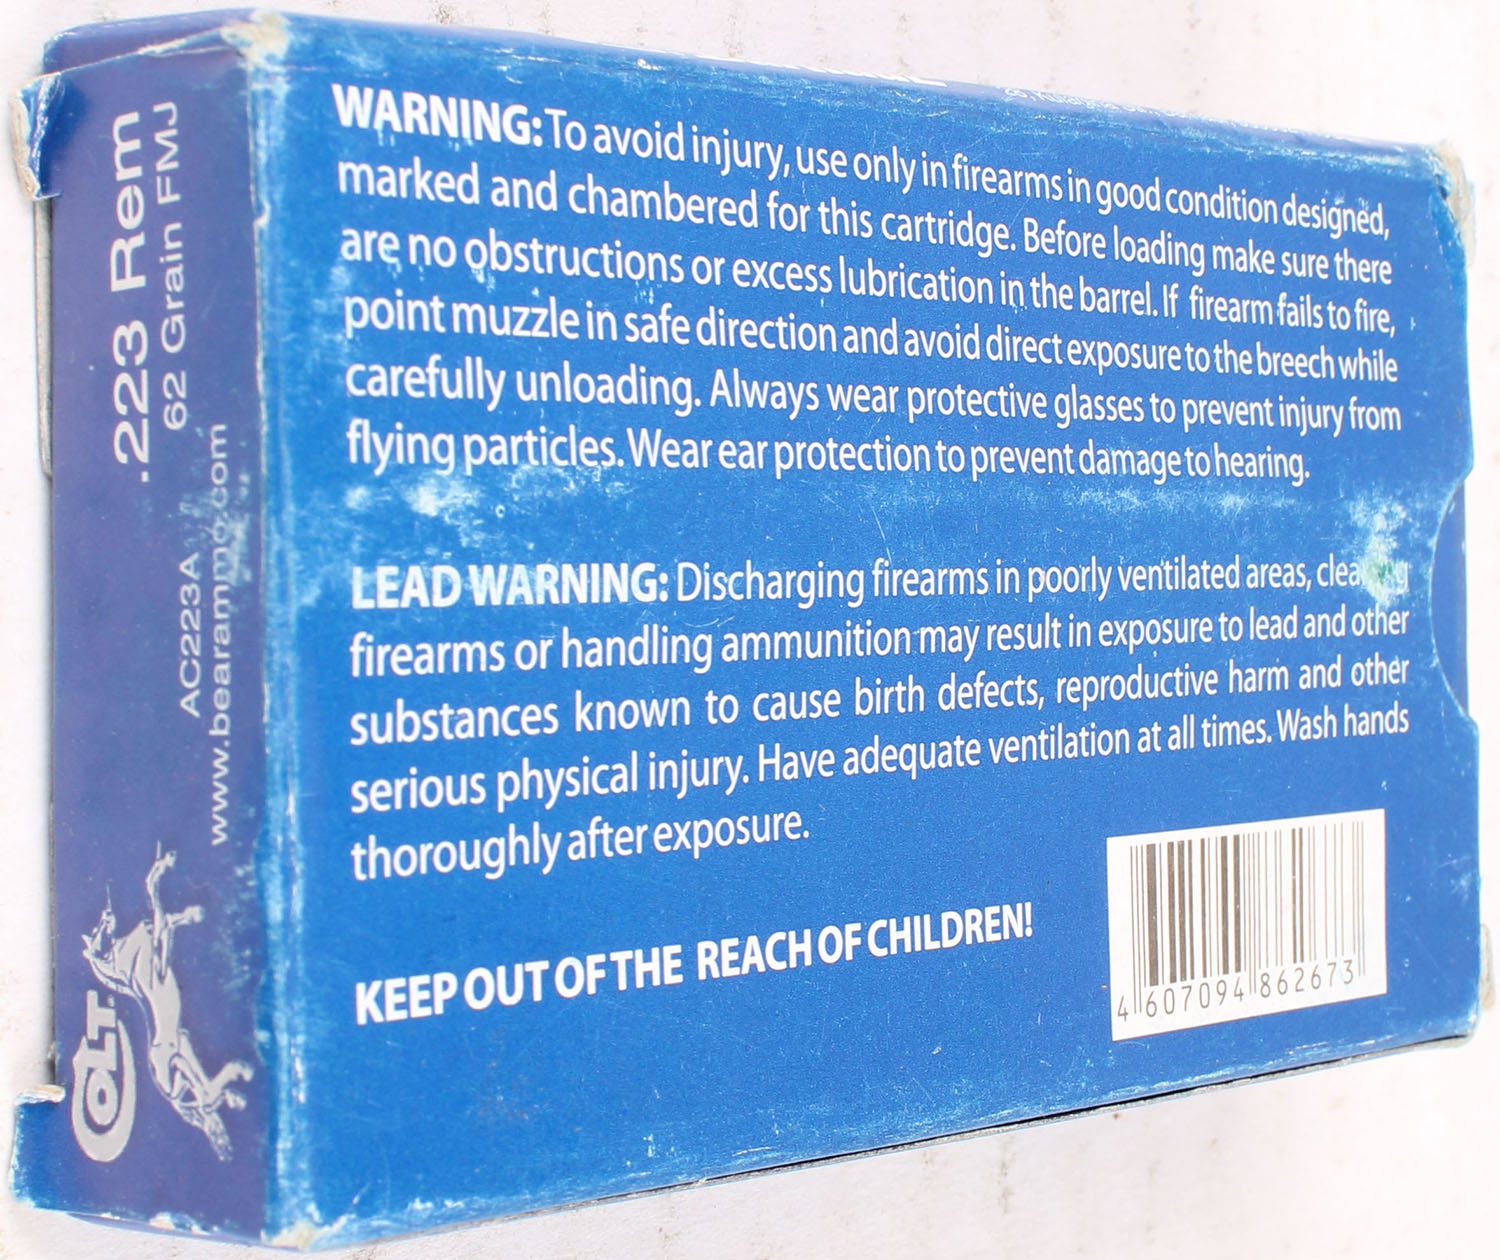 WARNING: To avoid injury, use only in firearms in good condition designed,
marked and chambered for this cartridge. Before loading make sure there
are no obstructions or excess lubrication in the barrel. If firearm fails to fire,
point muzzle in safe direction and avoid direct exposure to the breech while
carefully unloading. Always wear protective glasses to prevent injury from
flying particles. Wear ear protection to prevent damage to hearing.
LEAD WARNING: Discharging firearms in poorly ventilated areas,
firearms or handling ammunition may result in exposure to lead and other
substances known to cause birth defects, reproductive harm and other
serious physical injury. Have adequate ventilation at all times. Wash hands
thoroughly after exposure.
KEEP OUT OF THE REACH OF CHILDREN!
4 607094 862673
.223 Rem
62 Grain FMJ
AC223A
www.bearammo.com
COLT